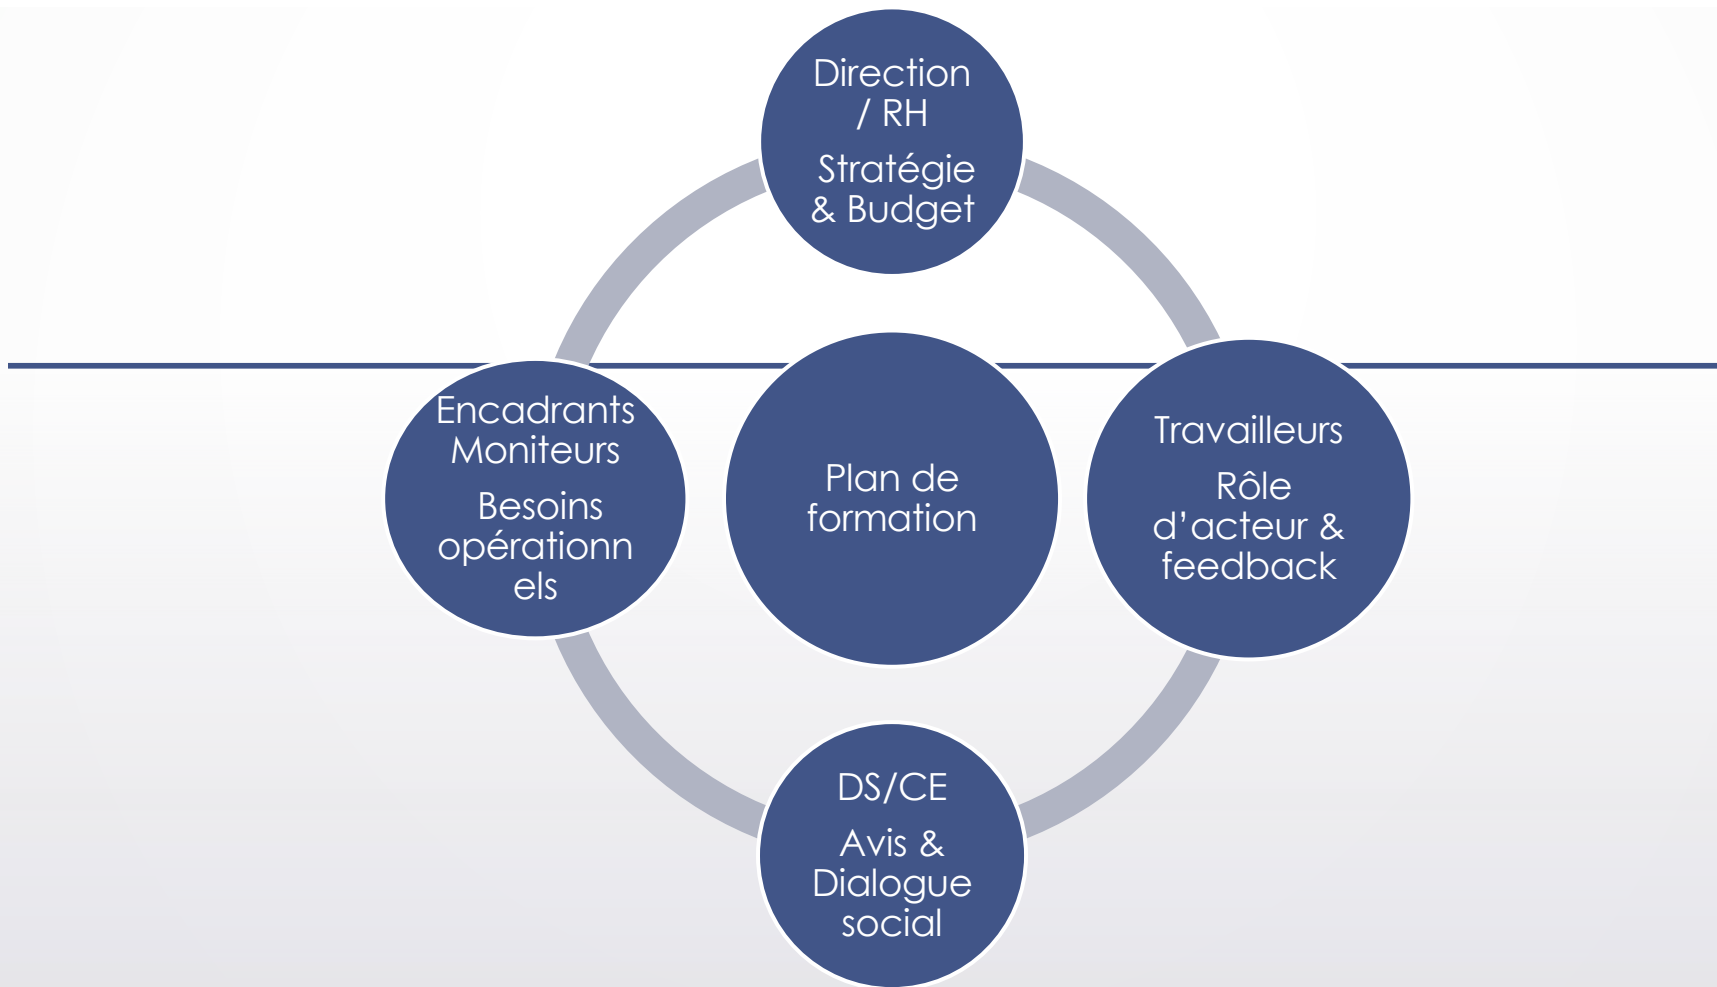 Direction
/ RH
Stratégie
& Budget
Encadrants
Moniteurs
Besoins
opérationn
els
Plan de
formation
Travailleurs
Rôle
d’acteur &
feedback
DS/CE
Avis &
Dialogue
social